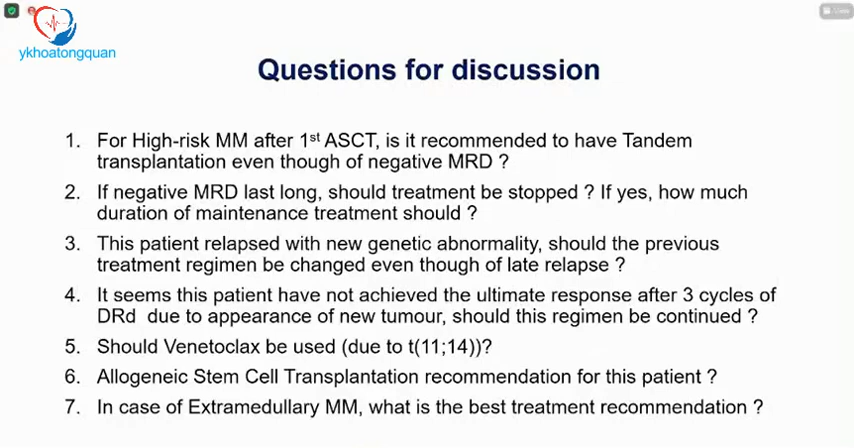 ykhoatongquan
View
Questions for discussion
1. For High-risk MM after 1st ASCT, is it recommended to have Tandem
transplantation even though of negative MRD ?
2. If negative MRD last long, should treatment be stopped ? If yes, how much
duration of maintenance treatment should ?
3. This patient relapsed with new genetic abnormality, should the previous
treatment regimen be changed even though of late relapse ?
4. It seems this patient have not achieved the ultimate response after 3 cycles of
DRd due to appearance of new tumour, should this regimen be continued ?
5. Should Venetoclax be used (due to t(11;14))?
6. Allogeneic Stem Cell Transplantation recommendation for this patient ?
7. In case of Extramedullary MM, what is the best treatment recommendation ?